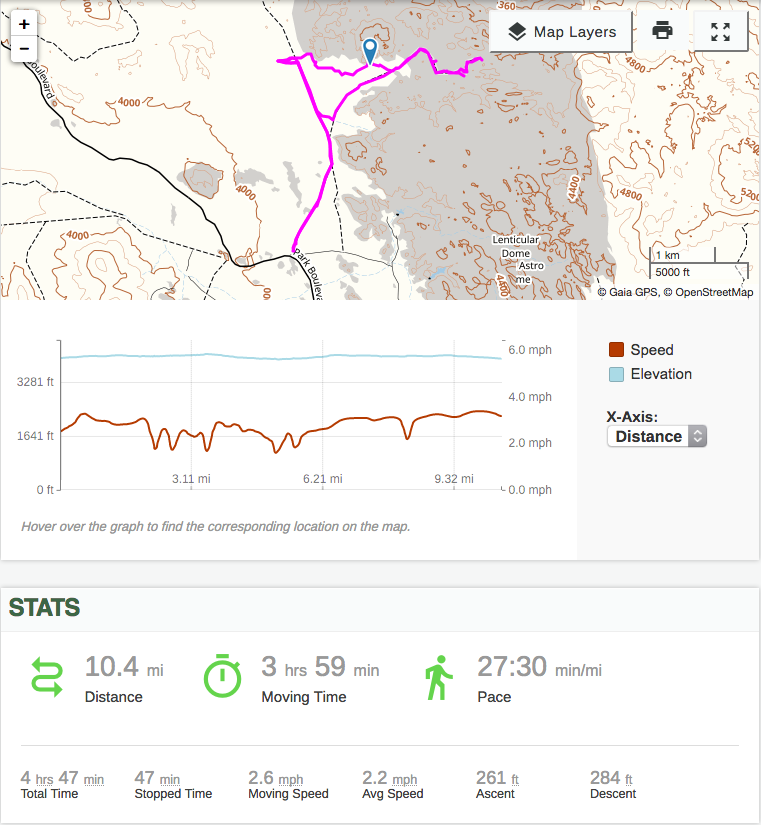 +
−
360
Map Layers
4000
Boulevard
4000
4800
5200
4000
4400
4800
5200
4000
Park Boulevard
Lenticular
Dome
Astro
me
4400
1 km
5000 ft
© Gaia GPS, © OpenStreetMap
6.0 mph
3281 ft
4.0 mph
1641 ft
2.0 mph
0 ft
3.11 mi
6.21 mi
9.32 mi
0.0 mph
Speed
Elevation
X-Axis:
Distance
Hover over the graph to find the corresponding location on the map.
STATS
10.4 mi
Distance
3 hrs 59 min
Moving Time
27:30 min/mi
Pace
4 hrs 47 min
Total Time
47 min
Stopped Time
2.6 mph
Moving Speed
2.2 mph
Avg Speed
261 ft
Ascent
284 ft
Descent